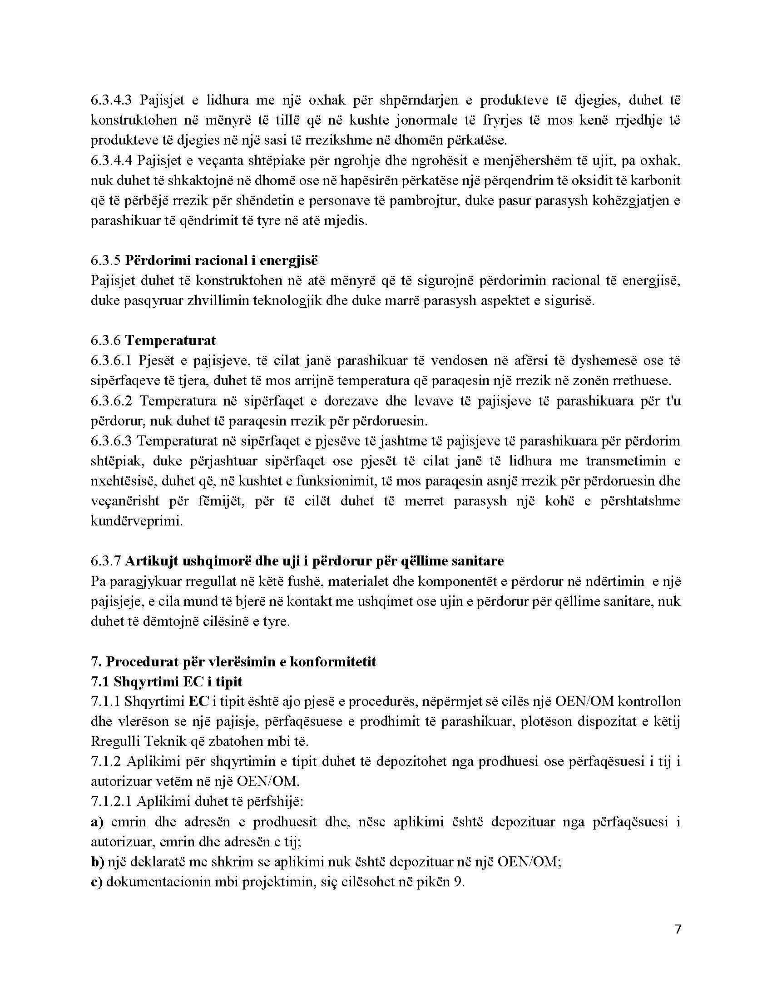 6.3.4.3 Pajisjet e lidhura me një oxhak për shpërndarjen e produkteve të djegies, duhet të
konstruktohen në mënyrë të tillë që në kushte jonormale të fryrjes të mos kenë rrjedhje të
produkteve të djegies në një sasi të rrezikshme në dhomën përkatëse.
6.3.4.4 Pajisjet e veçanta shtëpiake për ngrohje dhe ngrohësit e menjëhershëm të ujit, pa oxhak,
nuk duhet të shkaktojnë në dhomë ose në hapësirën përkatëse një përqendrim të oksidit të karbonit
që të përbëjë rrezik për shëndetin e personave të pambrojtur, duke pasur parasysh kohëzgjatjen e
parashikuar të qëndrimit të tyre në atë mjedis.
6.3.5 Përdorimi racional i energjisë
Pajisjet duhet të konstruktohen në atë mënyrë që të sigurojnë përdorimin racional të energjisë,
duke pasqyruar zhvillimin teknologjik dhe duke marrë parasysh aspektet e sigurisë.
6.3.6 Temperaturat
6.3.6.1 Pjesët e pajisjeve, të cilat janë parashikuar të vendosen në afërsi të dyshemesë ose të
sipërfaqeve të tjera, duhet të mos arrijnë temperatura që paraqesin një rrezik në zonën rrethuese.
6.3.6.2 Temperatura në sipërfaqet e dorezave dhe levave të pajisjeve të parashikuara për t'u
përdorur, nuk duhet të paraqesin rrezik për përdoruesin.
6.3.6.3 Temperaturat në sipërfaqet e pjesëve të jashtme të pajisjeve të parashikuara për përdorim
shtëpiak, duke përjashtuar sipërfaqet ose pjesët të cilat janë të lidhura me transmetimin e
nxehtësisë, duhet që, në kushtet e funksionimit, të mos paraqesin asnjë rrezik për përdoruesin dhe
veçanërisht për fëmijët, për të cilët duhet të merret parasysh një kohë e përshtatshme
kundërveprimi.
6.3.7 Artikujt ushqimorë dhe uji i përdorur për qëllime sanitare
Pa paragjykuar rregullat në këtë fushë, materialet dhe komponentët e përdorur në ndërtimin e një
pajisjeje, e cila mund të bjerë në kontakt me ushqimet ose ujin e përdorur për qëllime sanitare, nuk
duhet të dëmtojnë cilësinë e tyre.
7. Procedurat për vlerësimin e konformitetit
7.1 Shqyrtimi EC i tipit
7.1.1 Shqyrtimi EC i tipit është ajo pjesë e procedurës, nëpërmjet së cilës një OEN/OM kontrollon
dhe vlerëson se një pajisje, përfaqësuese e prodhimit të parashikuar, plotëson dispozitat e këtij
Rregulli Teknik që zbatohen mbi të.
7.1.2 Aplikimi për shqyrtimin e tipit duhet të depozitohet nga prodhuesi ose përfaqësuesi i tij i
autorizuar vetëm në një OEN/OM.
7.1.2.1 Aplikimi duhet të përfshijë:
a) emrin dhe adresën e prodhuesit dhe, nëse aplikimi është depozituar nga përfaqësuesi i
autorizuar, emrin dhe adresën e tij;
b) një deklaratë me shkrim se aplikimi nuk është depozituar në një OEN/OM;
c) dokumentacionin mbi projektimin, siç cilësohet në pikën 9.
7